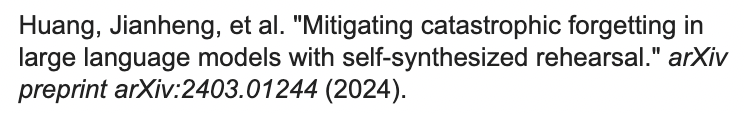 Huang, Jianheng, et al. "Mitigating catastrophic forgetting in
large language models with self-synthesized rehearsal." arXiv
preprint arXiv:2403.01244 (2024).